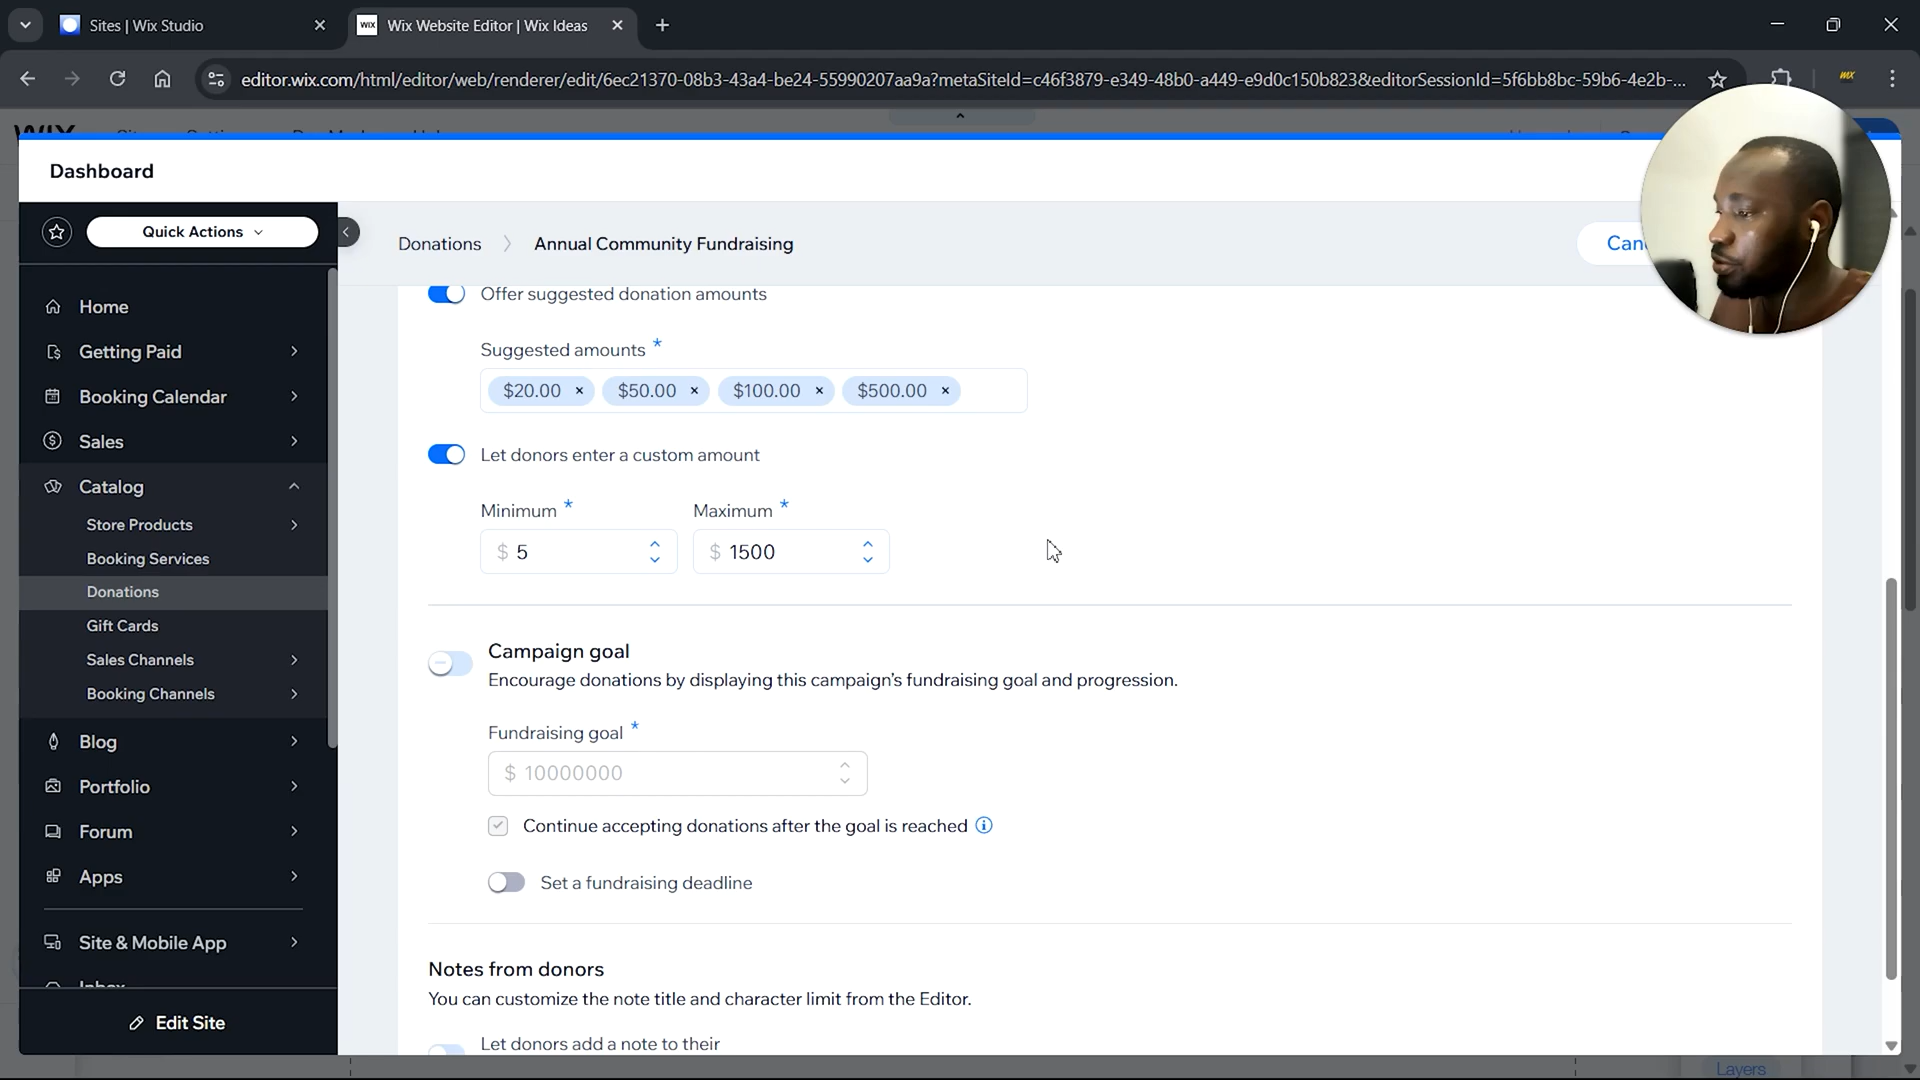 Sites | Wix Studio
WIX Wix Website Editor | Wix Ideas
editor.wix.com/html/editor/web/renderer/edit/6ec21370-08b3-43a4-be24-55990207aa9a?metaSiteId=c46f3879-e349-48b0-a449-e9d0c150b823&editorSessionId=5f6bb8bc-59b6-4e2b-...
Dashboard
Quick Actions
Donations
Annual Community Fundraising
Home
Getting Paid
Booking Calendar
Sales
Catalog
Store Products
Booking Services
Donations
Gift Cards
Sales Channels
Booking Channels
Blog
Portfolio
Forum
Apps
Site & Mobile App
Inbox
Edit Site
Offer suggested donation amounts
Suggested amounts *
$20.00 × $50.00 × $100.00 × $500.00 ×
Let donors enter a custom amount
Minimum * Maximum *
$ 5 $ 1500
Campaign goal
Encourage donations by displaying this campaign's fundraising goal and progression.
Fundraising goal *
$ 10000000
Continue accepting donations after the goal is reached
Set a fundraising deadline
Notes from donors
You can customize the note title and character limit from the Editor.
Let donors add a note to their
Layers